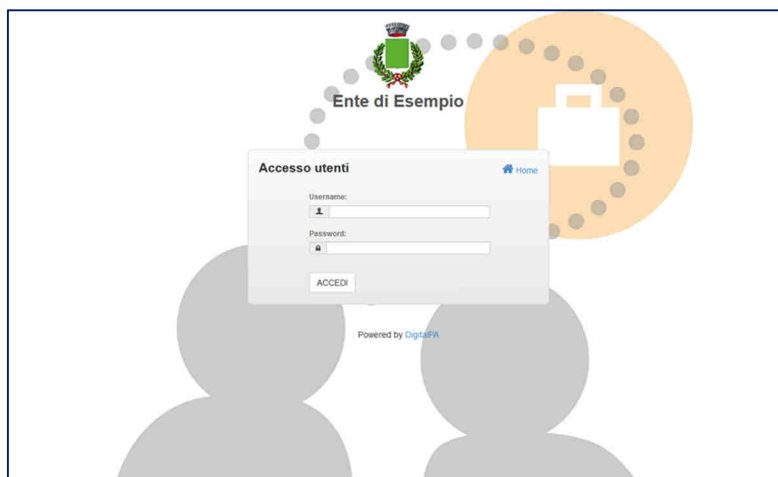 Ente di Esempio
Accesso utenti Home
Username:
Password:
ACCEDI
Powered by DigitalPA